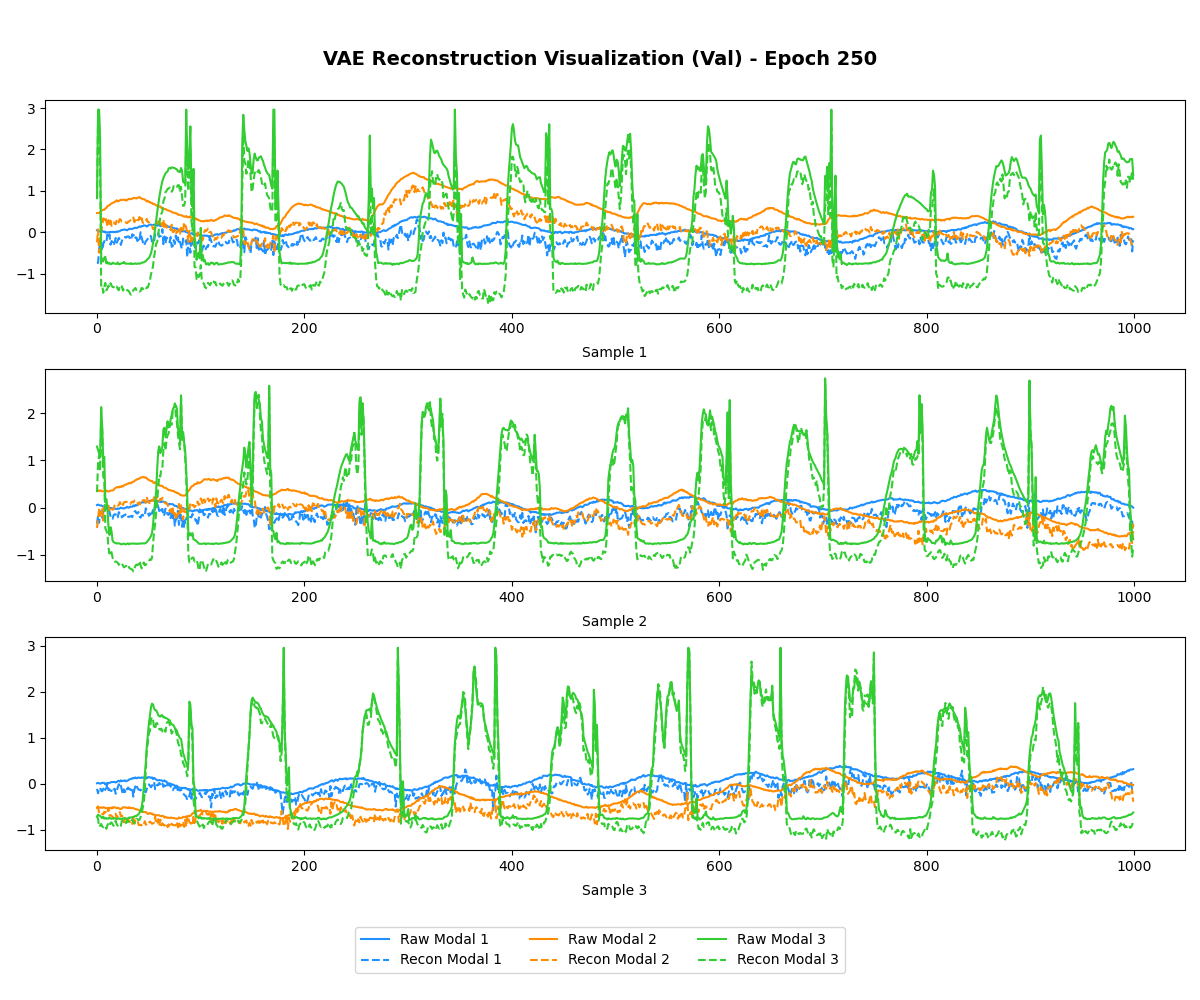 VAE Reconstruction Visualization (Val) - Epoch 250
3
2
1
0
−1
0 200 400 600 800 1000
Sample 1
2
1
0
−1
0 200 400 600 800 1000
Sample 2
3
2
1
0
−1
0 200 400 600 800 1000
Sample 3
Raw Modal 1 Raw Modal 2 Raw Modal 3
Recon Modal 1 Recon Modal 2 Recon Modal 3